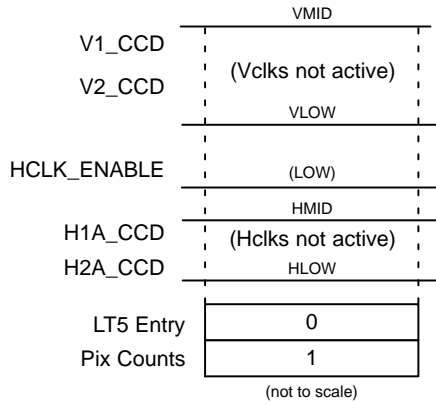 VMID
V1_CCD
(Vclks not active)
V2_CCD
VLOW
HCLK_ENABLE (LOW)
HMID
H1A_CCD (Hclks not active)
H2A_CCD HLOW
LT5 Entry 0
Pix Counts 1
(not to scale)